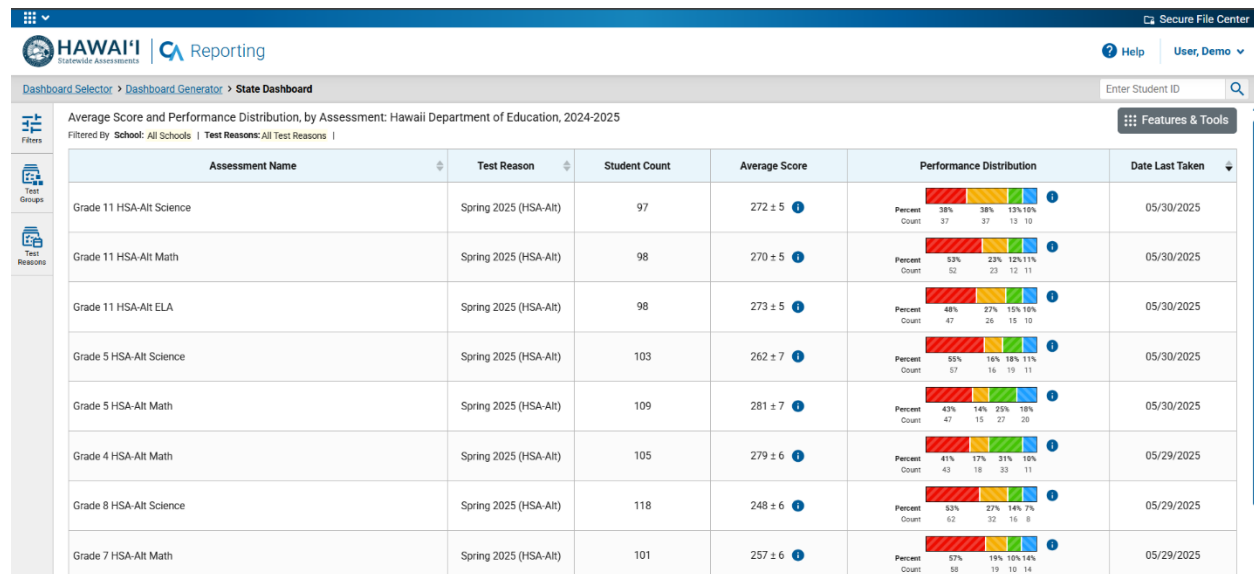 Secure File Center
HAWAIʻI
Statewide Assessments
CA Reporting
Help
User, Demo
Dashboard Selector > Dashboard Generator > State Dashboard
Enter Student ID
Filters
Test Groups
Test Reasons
Average Score and Performance Distribution, by Assessment: Hawaii Department of Education, 2024-2025
Filtered By School: All Schools | Test Reasons: All Test Reasons |
Features & Tools
Assessment Name Test Reason Student Count Average Score Performance Distribution Date Last Taken
Grade 11 HSA-Alt Science Spring 2025 (HSA-Alt) 97 272 ± 5 05/30/2025
Percent 38% 38% 13% 10%
Count 37 37 13 10
Grade 11 HSA-Alt Math Spring 2025 (HSA-Alt) 98 270 ± 5 05/30/2025
Percent 53% 23% 12% 11%
Count 52 23 12 11
Grade 11 HSA-Alt ELA Spring 2025 (HSA-Alt) 98 273 ± 5 05/30/2025
Percent 48% 27% 15% 10%
Count 47 26 15 10
Grade 5 HSA-Alt Science Spring 2025 (HSA-Alt) 103 262 ± 7 05/30/2025
Percent 55% 16% 18% 11%
Count 57 16 19 11
Grade 5 HSA-Alt Math Spring 2025 (HSA-Alt) 109 281 ± 7 05/30/2025
Percent 43% 14% 25% 18%
Count 47 15 27 20
Grade 4 HSA-Alt Math Spring 2025 (HSA-Alt) 105 279 ± 6 05/29/2025
Percent 41% 17% 31% 10%
Count 43 18 33 11
Grade 8 HSA-Alt Science Spring 2025 (HSA-Alt) 118 248 ± 6 05/29/2025
Percent 53% 27% 14% 7%
Count 62 32 16 8
Grade 7 HSA-Alt Math Spring 2025 (HSA-Alt) 101 257 ± 6 05/29/2025
Percent 57% 19% 10% 14%
Count 58 19 10 14